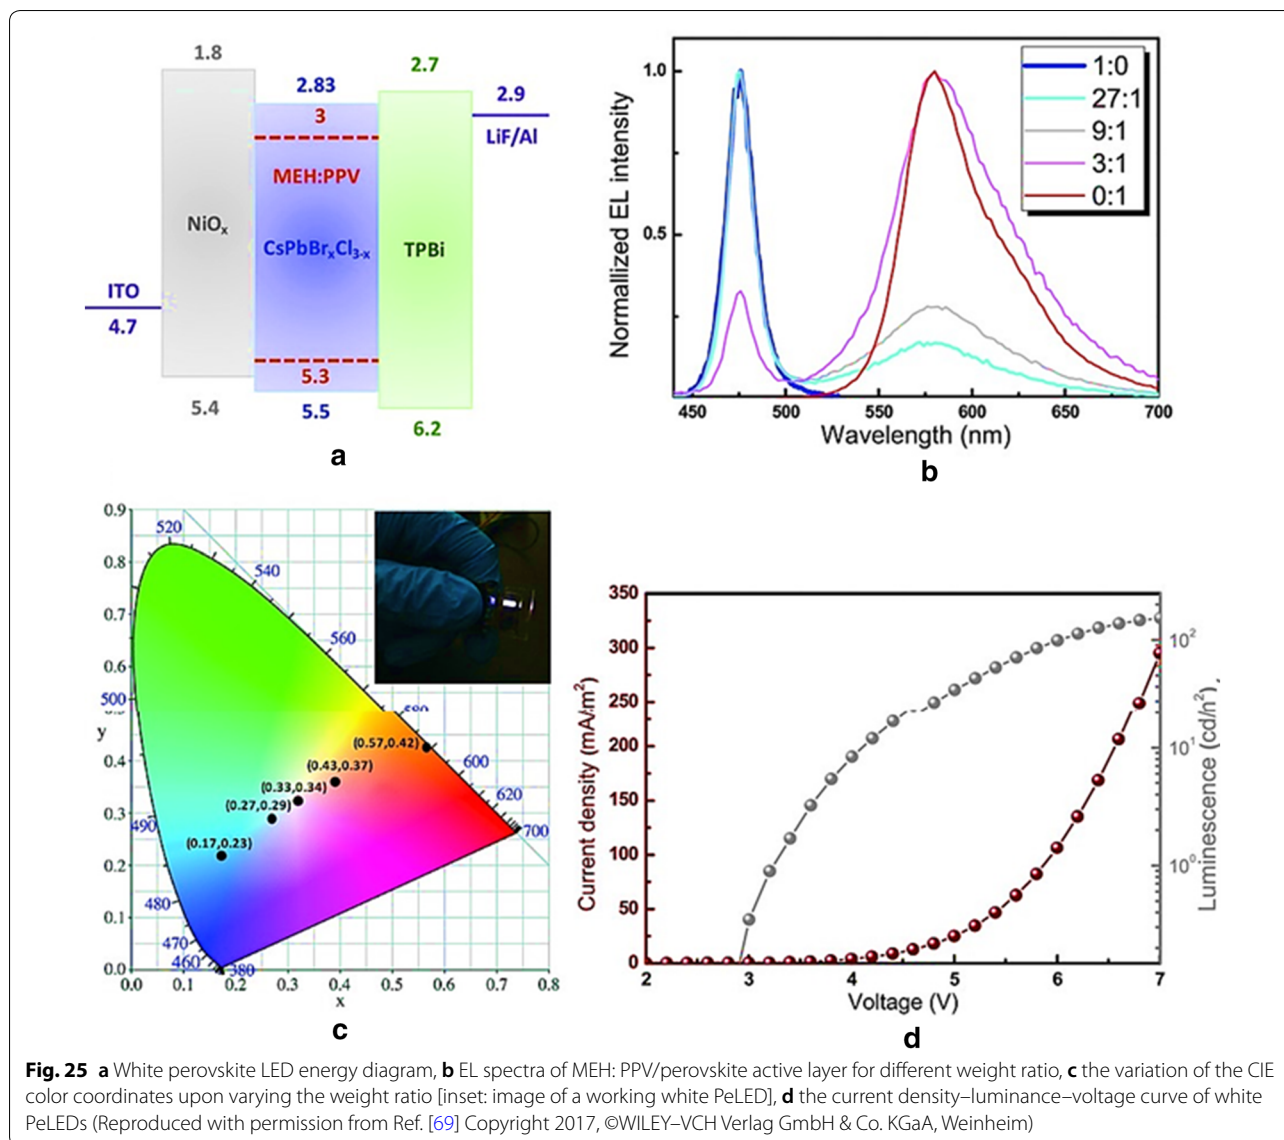 1.8
2.83
3
2.7
2.9
LiF/Al
MEH:PPV
NiOₓ
CsPbBrₓCl₃₋ₓ
TPBi
ITO
4.7
5.3
5.4
5.5
6.2
a
Normallized EL intensity
1.0
0.5
1:0
27:1
9:1
3:1
0:1
450 500 550 600 650 700
Wavelength (nm)
b
0.9
0.8
0.7
0.6
y
0.4
0.3
0.2
0.1
0.0
520
540
560
500
580
(0.57,0.42)
600
(0.43,0.37)
(0.33,0.34)
620
(0.27,0.29)
490
700
(0.17,0.23)
480
470
460
380
0.0 0.1 0.2 0.3 0.4 0.5 0.6 0.7 0.8
x
c
Current density (mA/m²)
350
300
250
200
150
100
50
0
10²
10¹
10⁰
Luminescence (cd/n²)
2 3 4 5 6 7
Voltage (V)
d
Fig. 25 a White perovskite LED energy diagram, b EL spectra of MEH: PPV/perovskite active layer for different weight ratio, c the variation of the CIE
color coordinates upon varying the weight ratio [inset: image of a working white PeLED], d the current density–luminance–voltage curve of white
PeLEDs (Reproduced with permission from Ref. [69] Copyright 2017, ©WILEY–VCH Verlag GmbH & Co. KGaA, Weinheim)